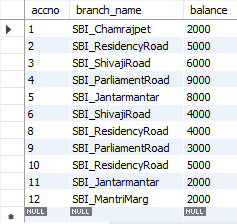 accno branch_name balance
1 SBI_Chamrajpet 2000
2 SBI_ResidencyRoad 5000
3 SBI_ShivajiRoad 6000
4 SBI_ParliamentRoad 9000
5 SBI_Jantarmantar 8000
6 SBI_ShivajiRoad 4000
8 SBI_ResidencyRoad 4000
9 SBI_ParliamentRoad 3000
10 SBI_ResidencyRoad 5000
11 SBI_Jantarmantar 2000
12 SBI_MantriMarg 2000
NULL NULL NULL